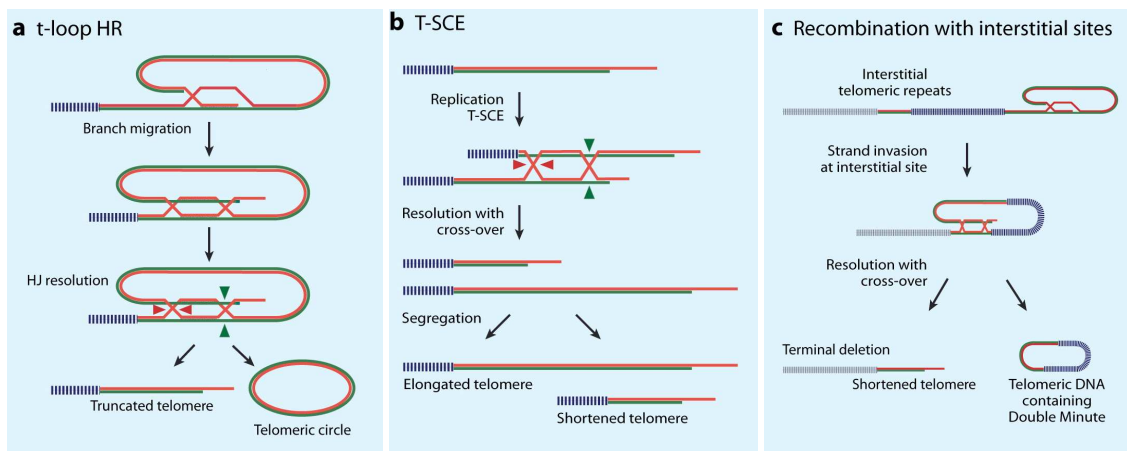 a t-loop HR
Branch migration
HJ resolution
Truncated telomere
Telomeric circle
b T-SCE
Replication
T-SCE
Resolution with
cross-over
Segregation
Elongated telomere
Shortened telomere
c Recombination with interstitial sites
Interstitial
telomeric repeats
Strand invasion
at interstitial site
Resolution with
cross-over
Terminal deletion
Shortened telomere
Telomeric DNA
containing
Double Minute